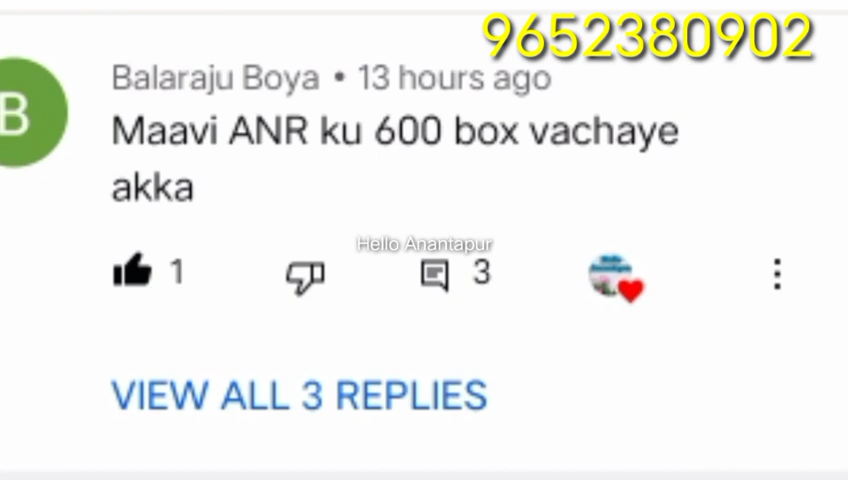 9652380902
B
Balaraju Boya • 13 hours ago
Maavi ANR ku 600 box vachaye
akka
Hello Anantapur
1
3
VIEW ALL 3 REPLIES